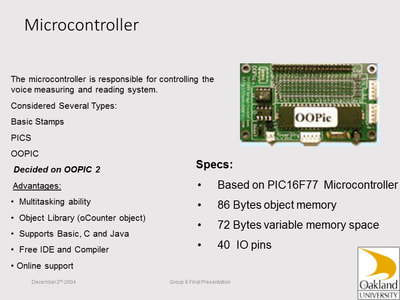 Microcontroller
The microcontroller is responsible for controlling the
voice measuring and reading system.
Considered Several Types:
Basic Stamps
PICS
OOPIC
Decided on OOPIC 2
Advantages:
• Multitasking ability
• Object Library (oCounter object)
• Supports Basic, C and Java
• Free IDE and Compiler
• Online support
OOPic
Specs:
• Based on PIC16F77 Microcontroller
• 86 Bytes object memory
• 72 Bytes variable memory space
• 40 IO pins
December 2nd 2004
Group 8 Final Presentation
Oakland
UNIVERSITY